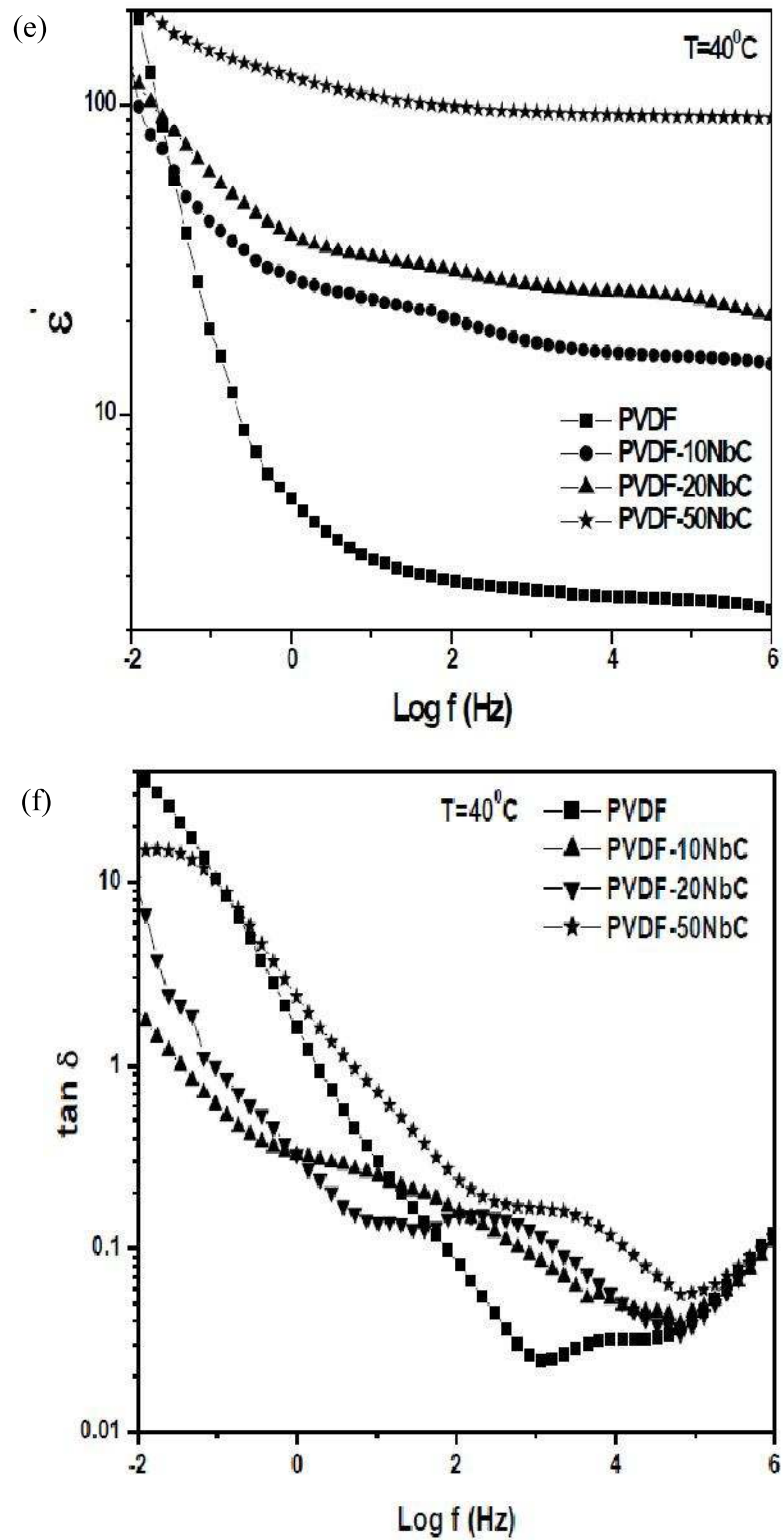 (e)
T=40⁰C
100
10
ε'
PVDF
PVDF-10NbC
PVDF-20NbC
PVDF-50NbC
-2 0 2 4 6
Log f (Hz)
(f)
T=40⁰C
PVDF
PVDF-10NbC
PVDF-20NbC
PVDF-50NbC
10
1
0.1
0.01
tan δ
-2 0 2 4 6
Log f (Hz)